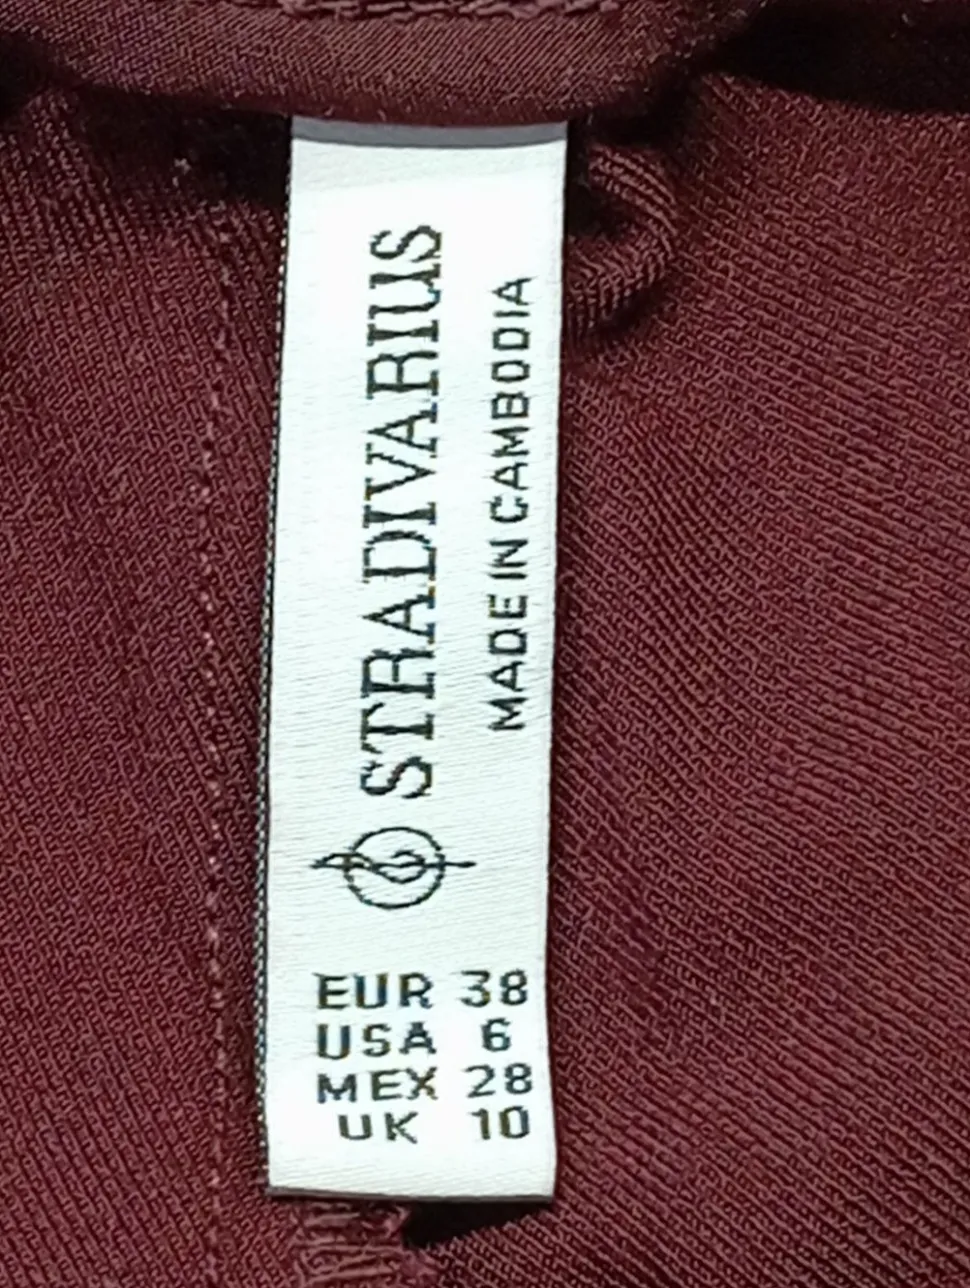 STRADIVARIUS
MADE IN CAMBODIA
EUR 38
USA 6
MEX 28
UK 10